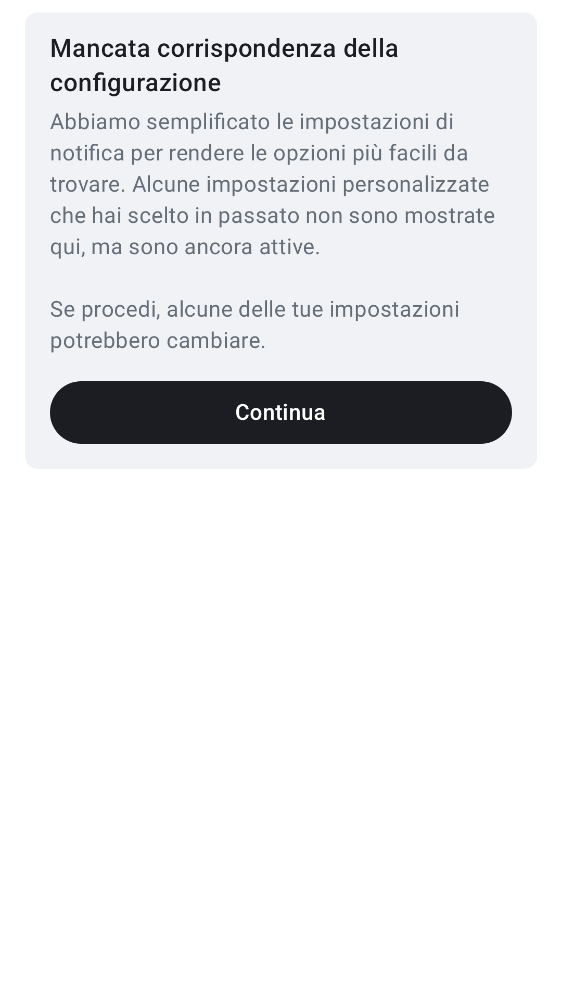 Mancata corrispondenza della
configurazione
Abbiamo semplificato le impostazioni di
notifica per rendere le opzioni più facili da
trovare. Alcune impostazioni personalizzate
che hai scelto in passato non sono mostrate
qui, ma sono ancora attive.
Se procedi, alcune delle tue impostazioni
potrebbero cambiare.
Continua